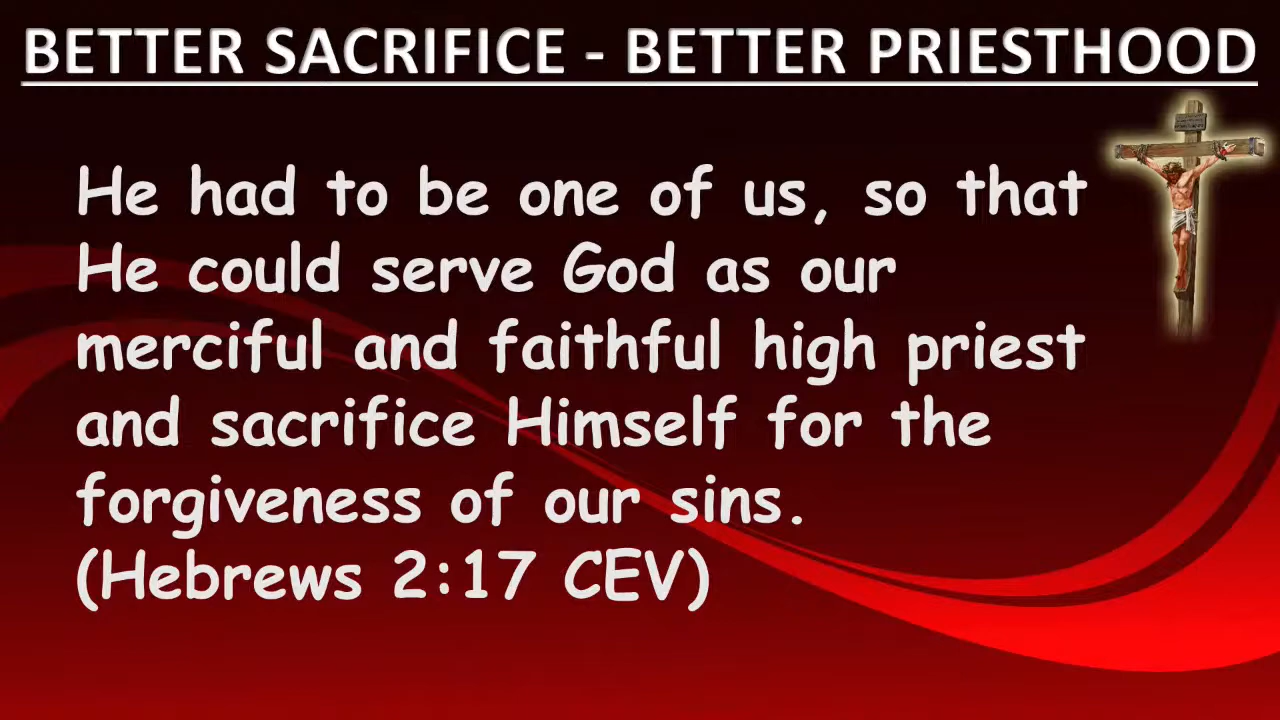 BETTER SACRIFICE - BETTER PRIESTHOOD
He had to be one of us, so that
He could serve God as our
merciful and faithful high priest
and sacrifice Himself for the
forgiveness of our sins.
(Hebrews 2:17 CEV)